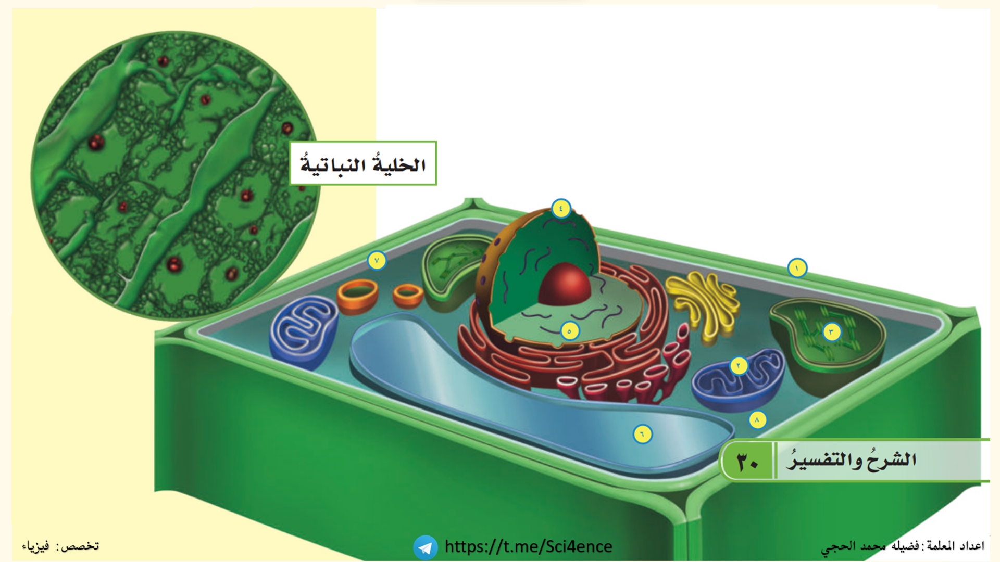 الخليةُ النباتيةُ
٤
٧
١
٣
٥
٢
٨
٦
الشرحُ والتفسيرُ ٣٠
اعداد المعلمة :فضيله محمد الحجي
https://t.me/Sci4ence
تخصص: فيزياء